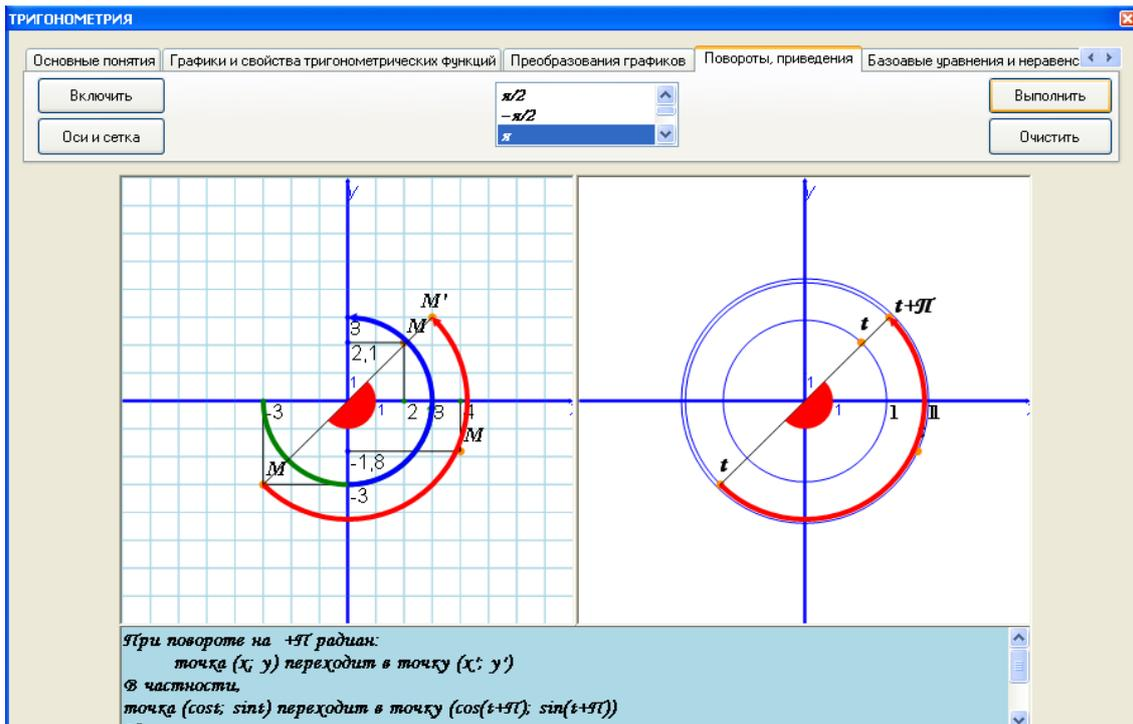 ТРИГОНОМЕТРИЯ
Основные понятия Графики и свойства тригонометрических функций Преобразования графиков Повороты, приведения Базоавые уравнения и неравенс
Включить
π/2
-π/2
π
Выполнить
Оси и сетка
Очистить
y
M'
M
3
2,1
1
-3
1
2
3
4
M
M
-1,8
-3
y
t+П
t
1
1
1
1
t
При повороте на +П радиан:
точка (x; y) переходит в точку (x'; y')
В частности,
точка (cost; sint) переходит в точку (cos(t+П); sin(t+П))